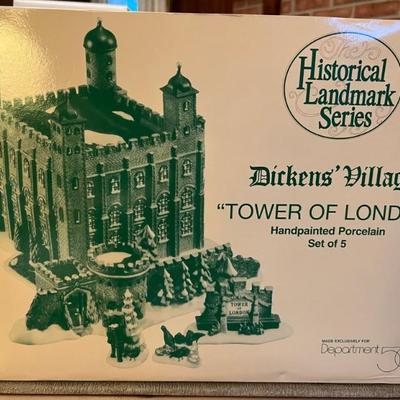 Historical
Landmark
Series
Dickens' Villag
"TOWER OF LOND
Handpainted Porcelain
Set of 5
TOWER
OF
LONDON
MADE EXCLUSIVELY FOR
Department 5